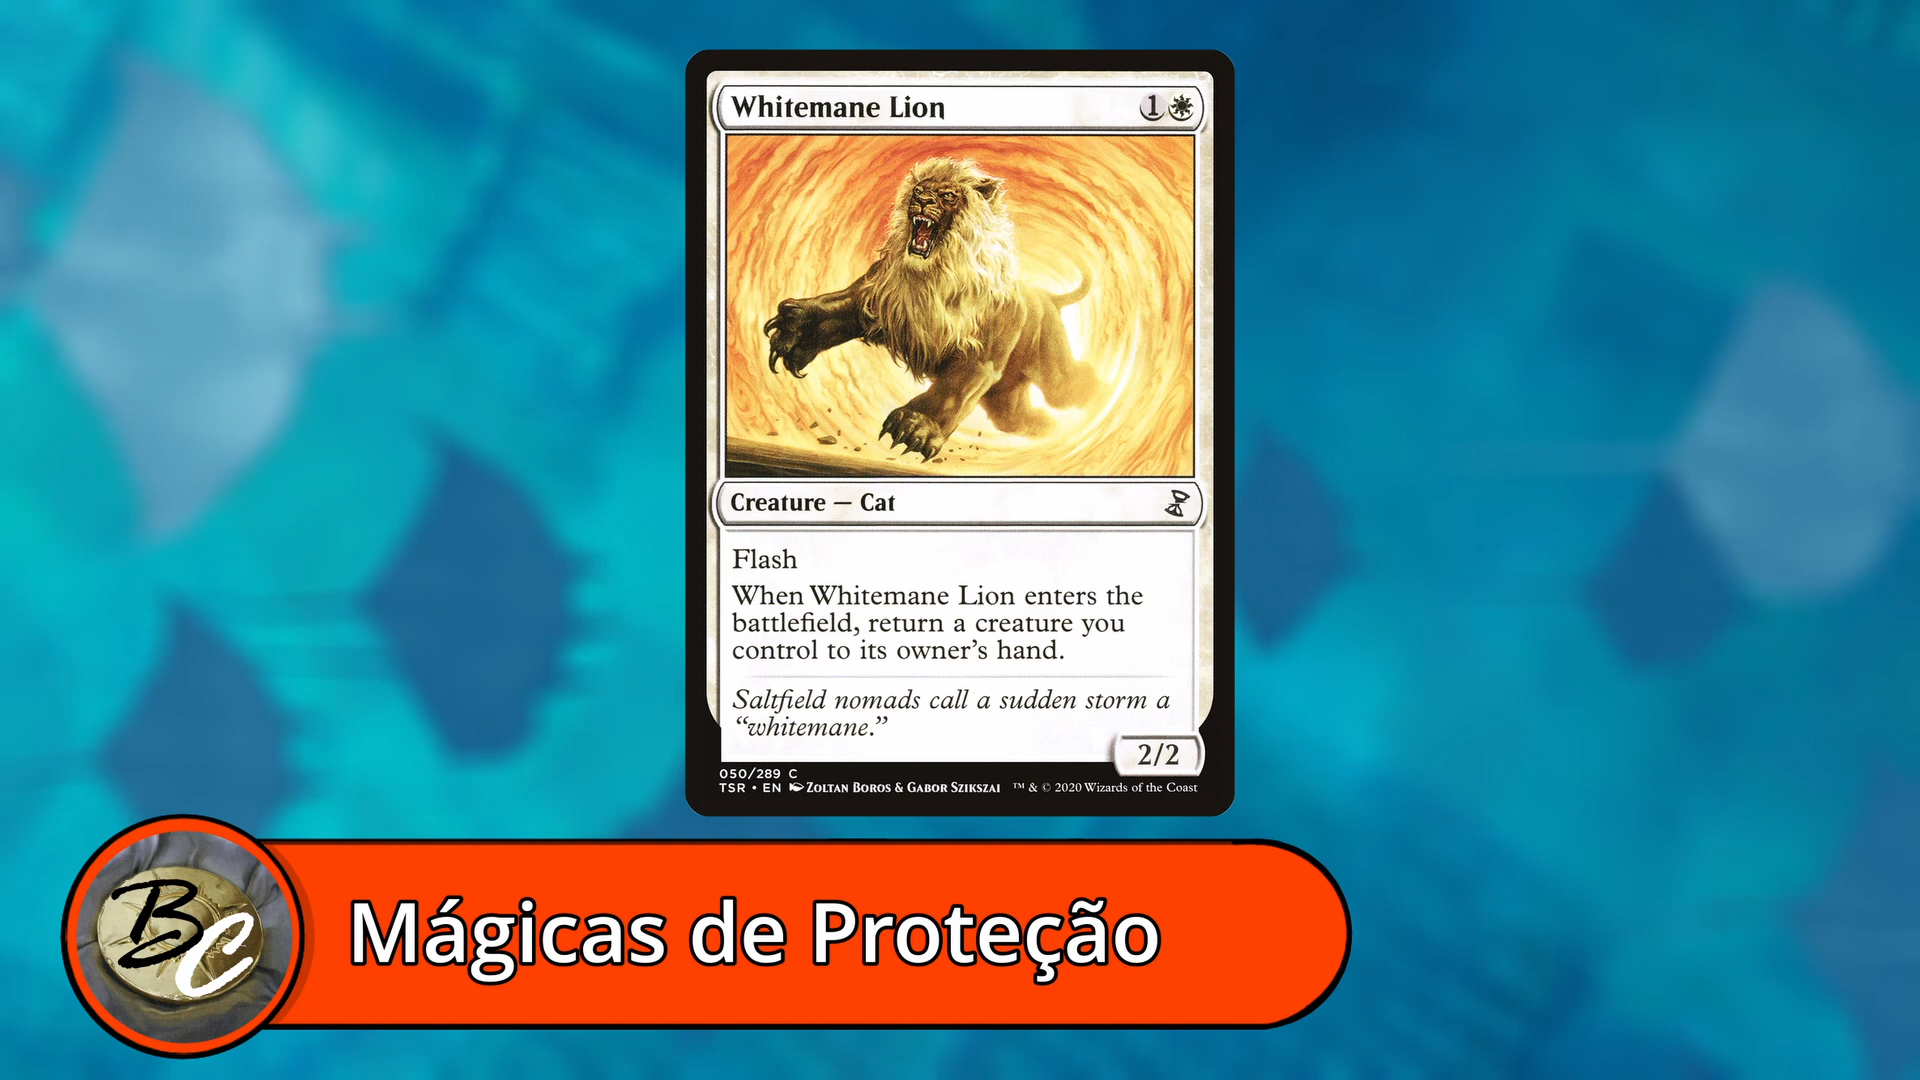 Whitemane Lion 1
Creature — Cat
Flash
When Whitemane Lion enters the
battlefield, return a creature you
control to its owner's hand.
Saltfield nomads call a sudden storm a
“whitemane.”
2/2
050/289 C
TSR • EN Zoltan Boros & Gabor Szikszai ™ & © 2020 Wizards of the Coast
BC
Mágicas de Proteção